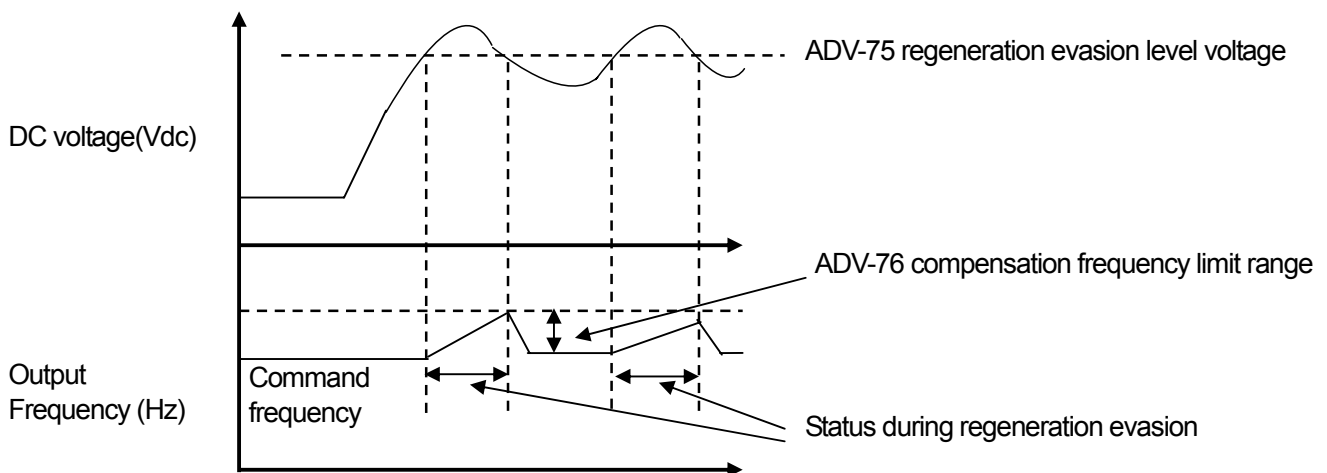 ADV-75 regeneration evasion level voltage
DC voltage(Vdc)
ADV-76 compensation frequency limit range
Output
Frequency (Hz)
Command
frequency
Status during regeneration evasion